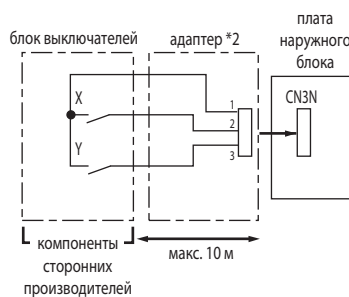 плата
наружного
блока
блок выключателей
адаптер *2
X
1
CN3N
2
Y
3
компоненты
сторонних
производителей
макс. 10 м